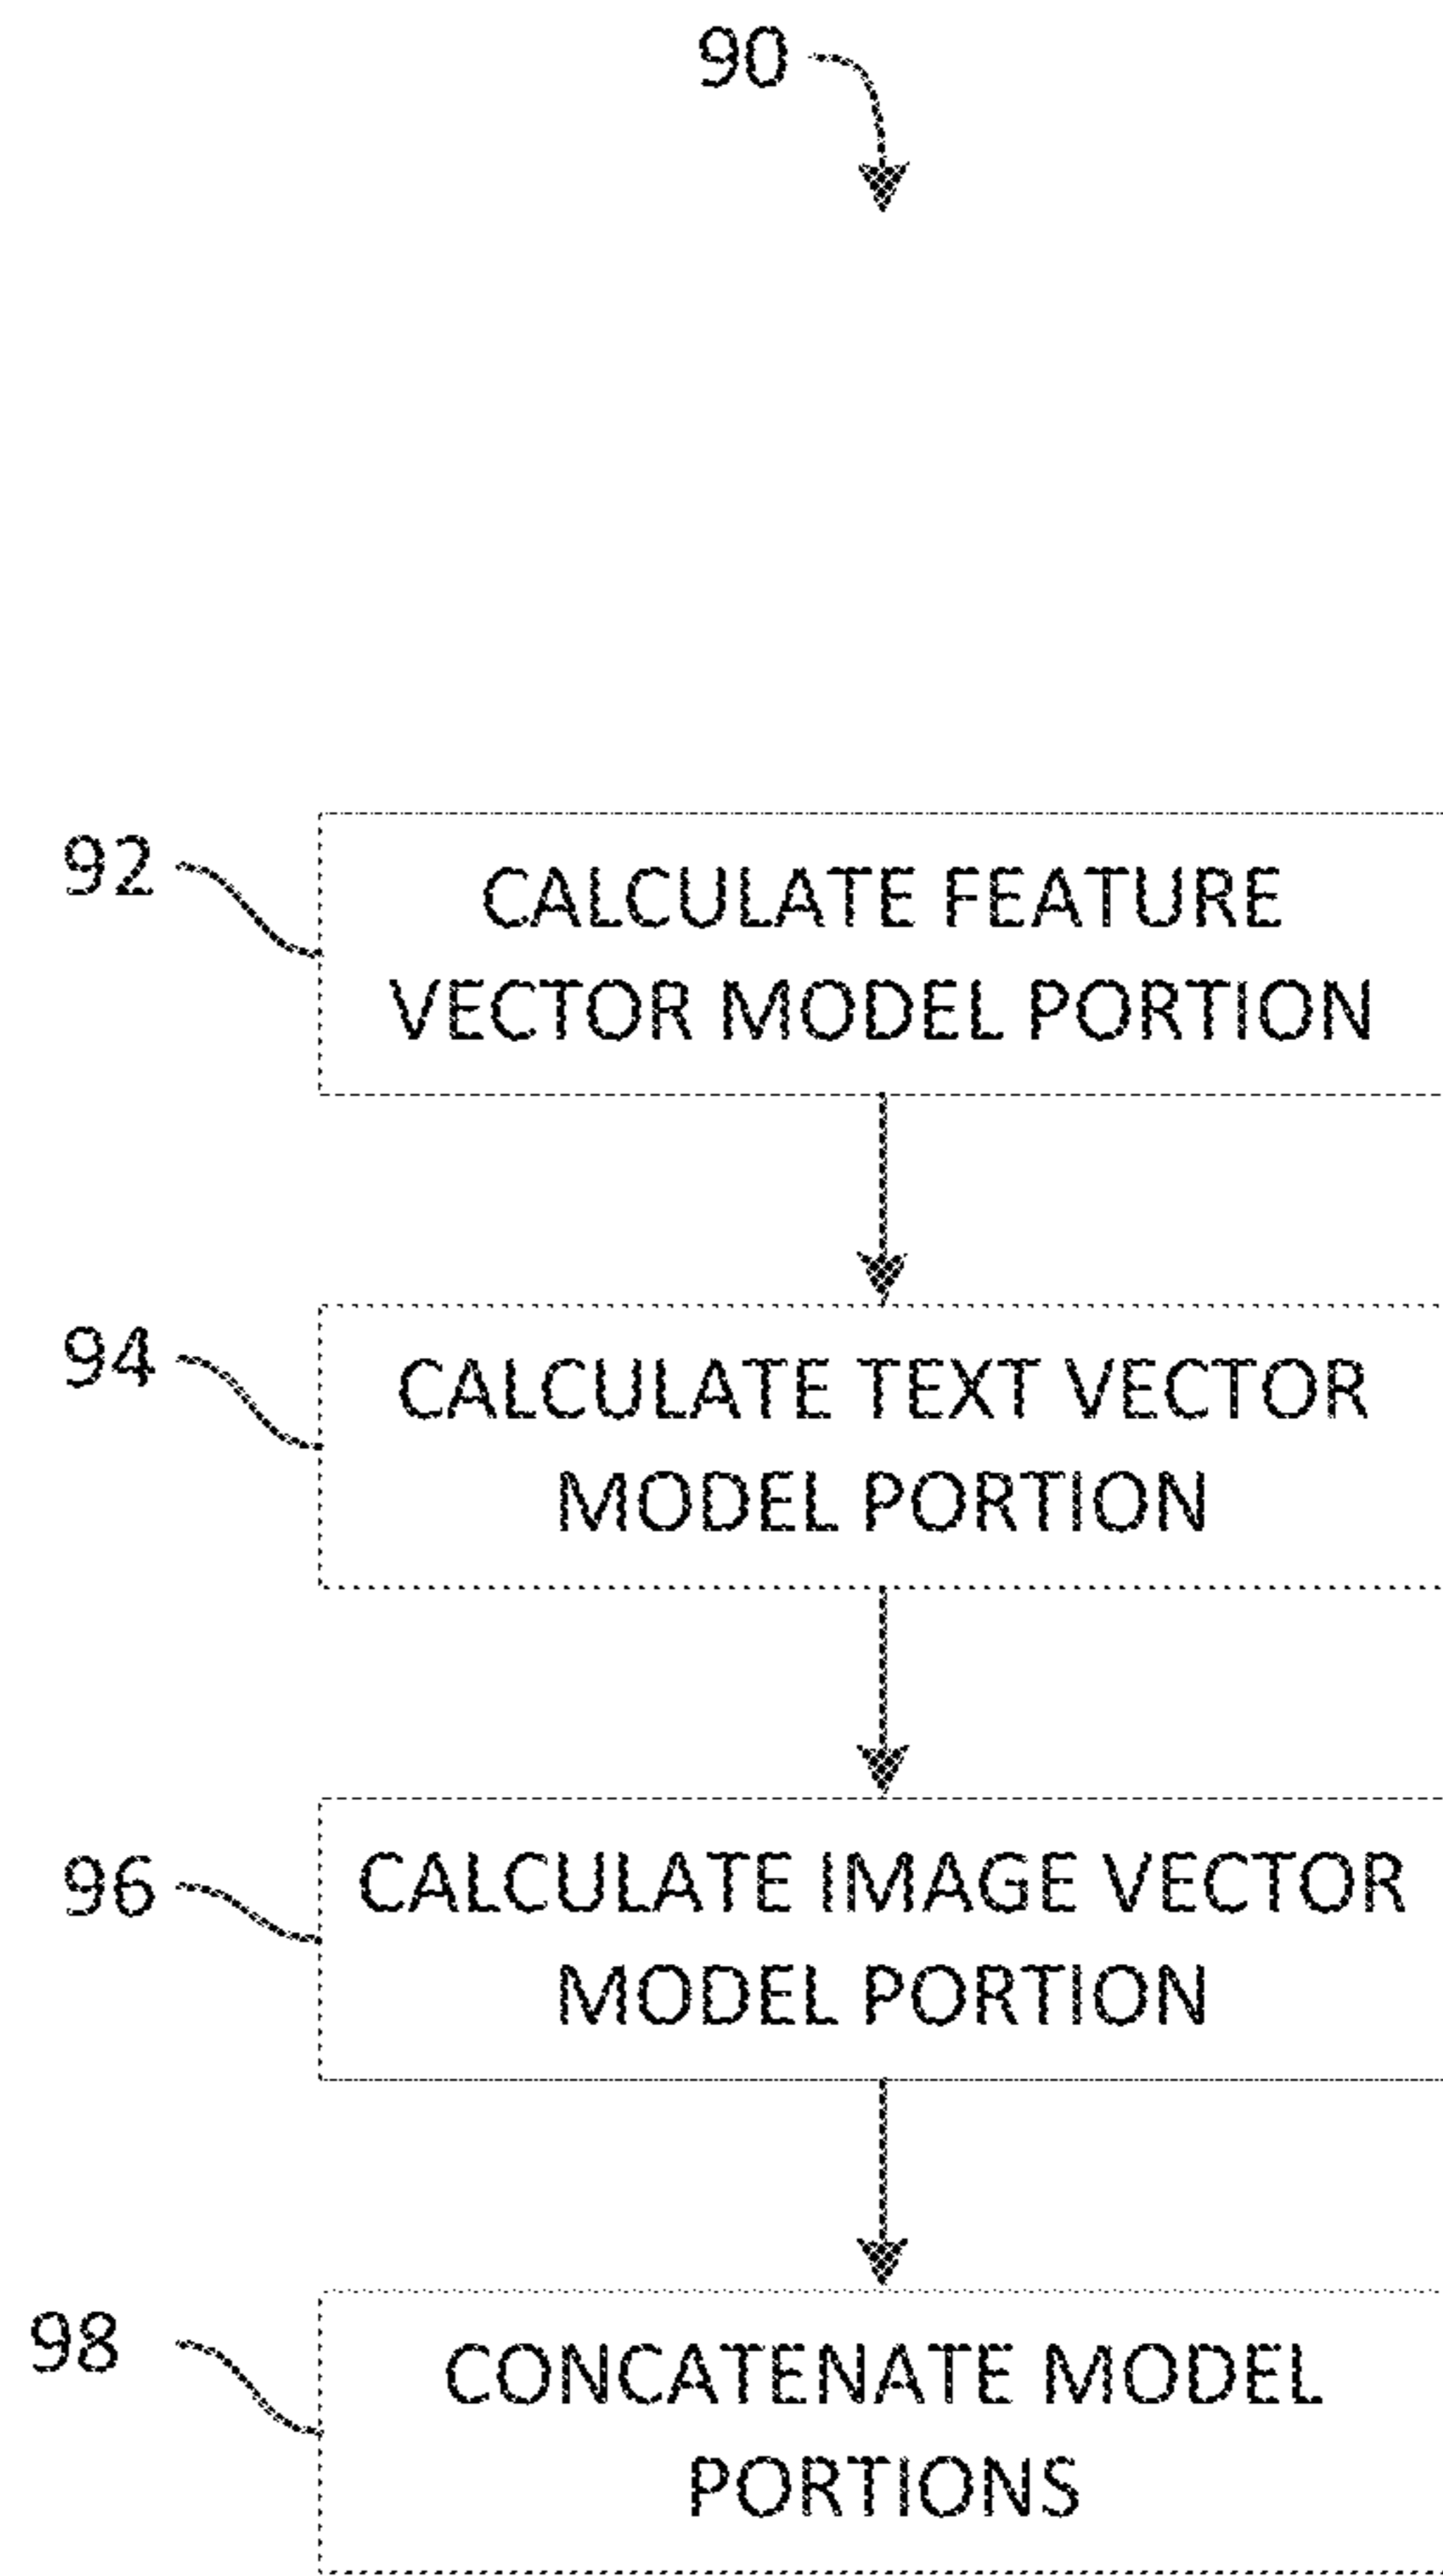 90
92
CALCULATE FEATURE
VECTOR MODEL PORTION
94
CALCULATE TEXT VECTOR
MODEL PORTION
96
CALCULATE IMAGE VECTOR
MODEL PORTION
98
CONCATENATE MODEL
PORTIONS